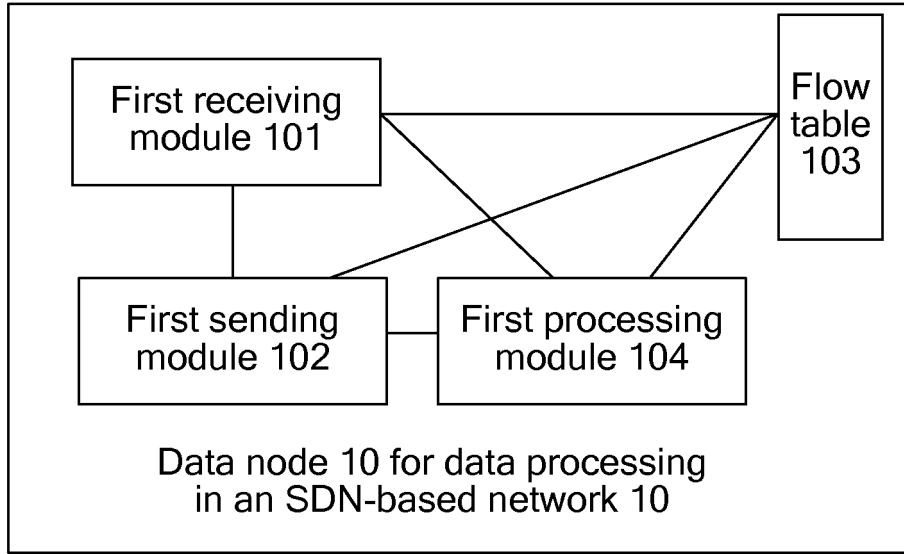 First receiving
module 101
Flow
table
103
First sending
module 102
First processing
module 104
Data node 10 for data processing
in an SDN-based network 10